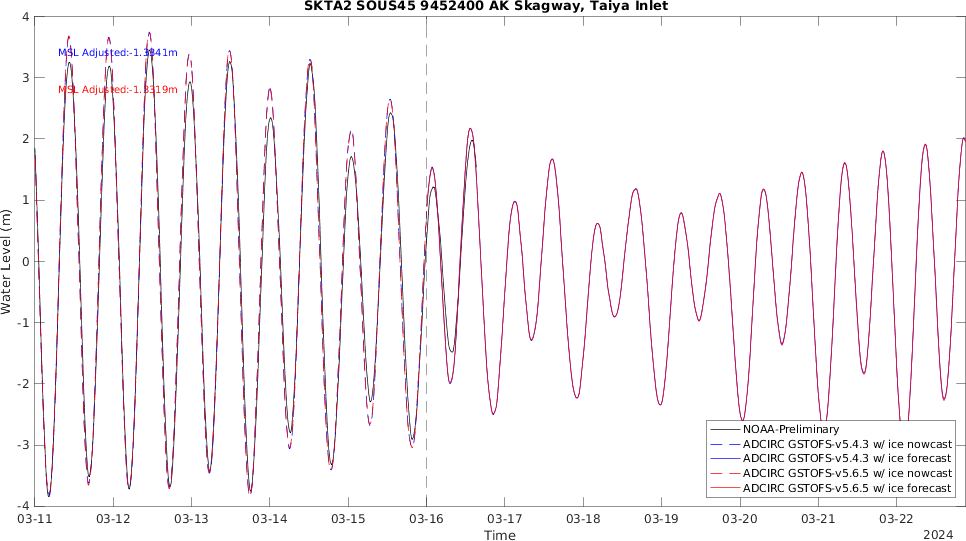 SKTA2 SOUS45 9452400 AK Skagway, Taiya Inlet
4
3
2
1
0
-1
-2
-3
-4
Water Level (m)
MSL Adjusted:-1.3841m
MSL Adjusted:-1.3319m
NOAA-Preliminary
ADCIRC GSTOFS-v5.4.3 w/ ice nowcast
ADCIRC GSTOFS-v5.4.3 w/ ice forecast
ADCIRC GSTOFS-v5.6.5 w/ ice nowcast
ADCIRC GSTOFS-v5.6.5 w/ ice forecast
03-11 03-12 03-13 03-14 03-15 03-16 03-17 03-18 03-19 03-20 03-21 03-22
Time
2024